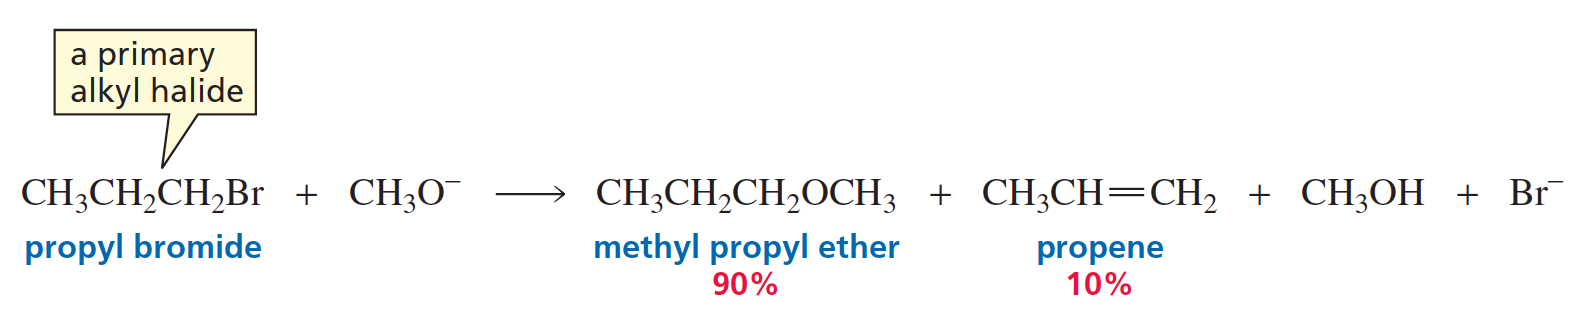 a primary
alkyl halide
CH₃CH₂CH₂Br + CH₃O⁻ ⟶ CH₃CH₂CH₂OCH₃ + CH₃CH=CH₂ + CH₃OH + Br⁻
propyl bromide methyl propyl ether propene
90% 10%